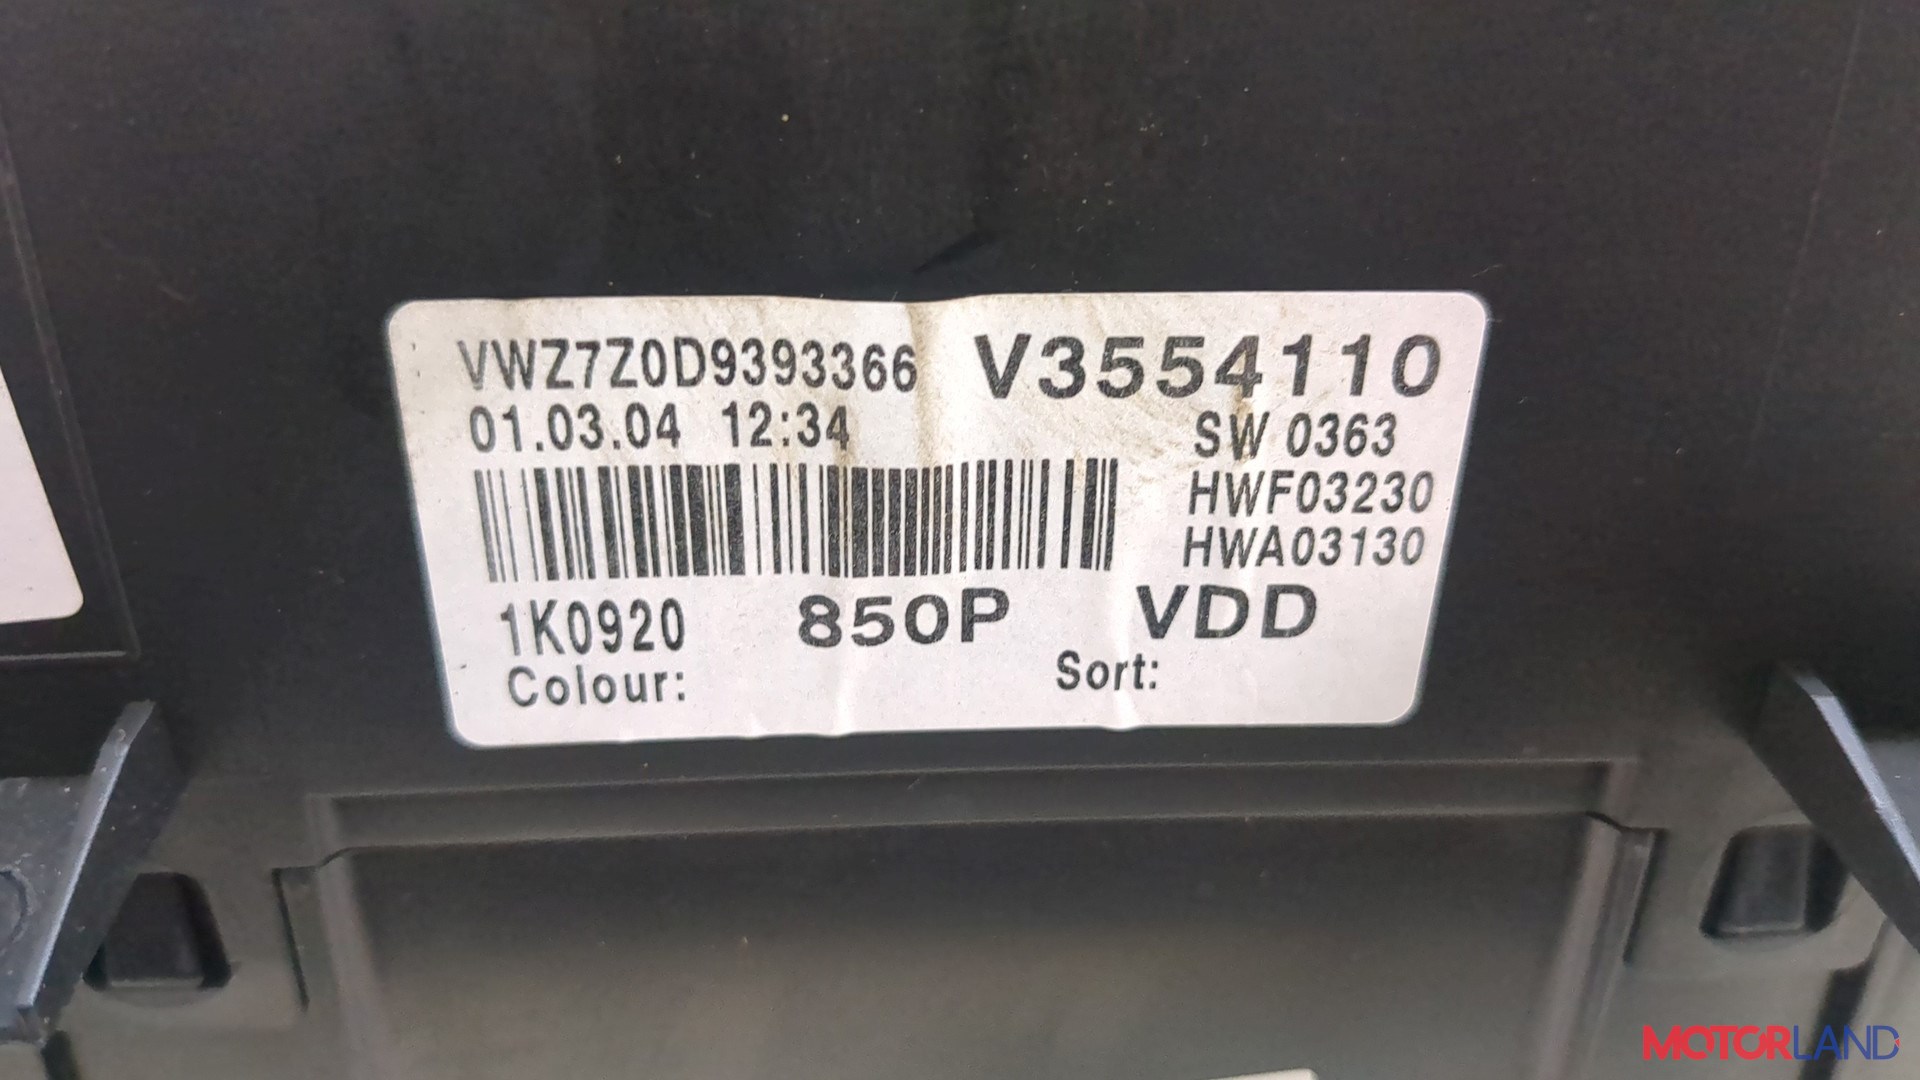 VWZ7Z0D9393366 V3554110
01.03.04 12:34
SW 0363
HWF03230
HWA03130
1K0920 850P VDD
Colour: Sort:
MOTORLAND